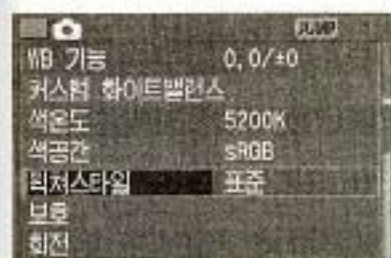 JUMP
WB 기능 0,0/±0
커스텀 화이트밸런스
색온도 5200K
색공간 sRGB
픽쳐스타일 표준
보호
회전